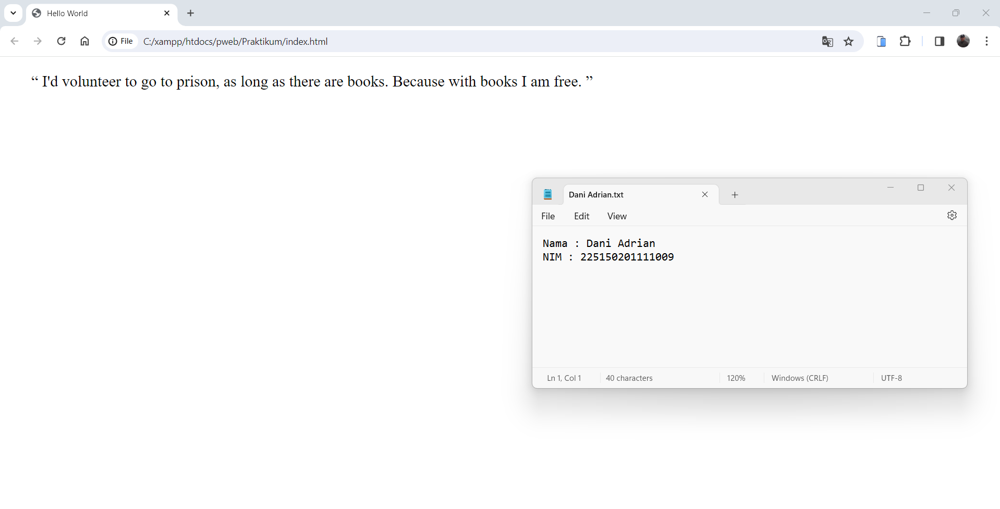 Hello World
File C:/xampp/htdocs/pweb/Praktikum/index.html
“ I'd volunteer to go to prison, as long as there are books. Because with books I am free. ”
Dani Adrian.txt
File Edit View
Nama : Dani Adrian
NIM : 225150201111009
Ln 1, Col 1 40 characters 120% Windows (CRLF) UTF-8